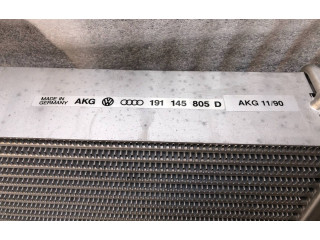 MADE IN
GERMANY
AKG 191 145 805 D
AKG 11/90